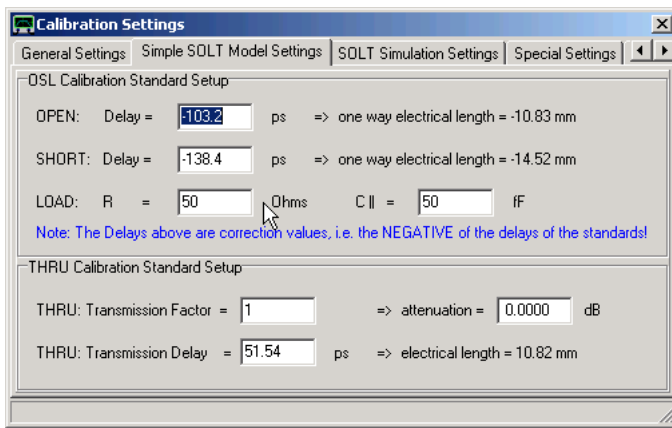 Calibration Settings
General Settings Simple SOLT Model Settings SOLT Simulation Settings Special Settings
OSL Calibration Standard Setup
OPEN: Delay = -103.2 ps => one way electrical length = -10.83 mm
SHORT: Delay = -138.4 ps => one way electrical length = -14.52 mm
LOAD: R = 50 Ohms C || = 50 fF
Note: The Delays above are correction values, i.e. the NEGATIVE of the delays of the standards!
THRU Calibration Standard Setup
THRU: Transmission Factor = 1 => attenuation = 0.0000 dB
THRU: Transmission Delay = 51.54 ps => electrical length = 10.82 mm